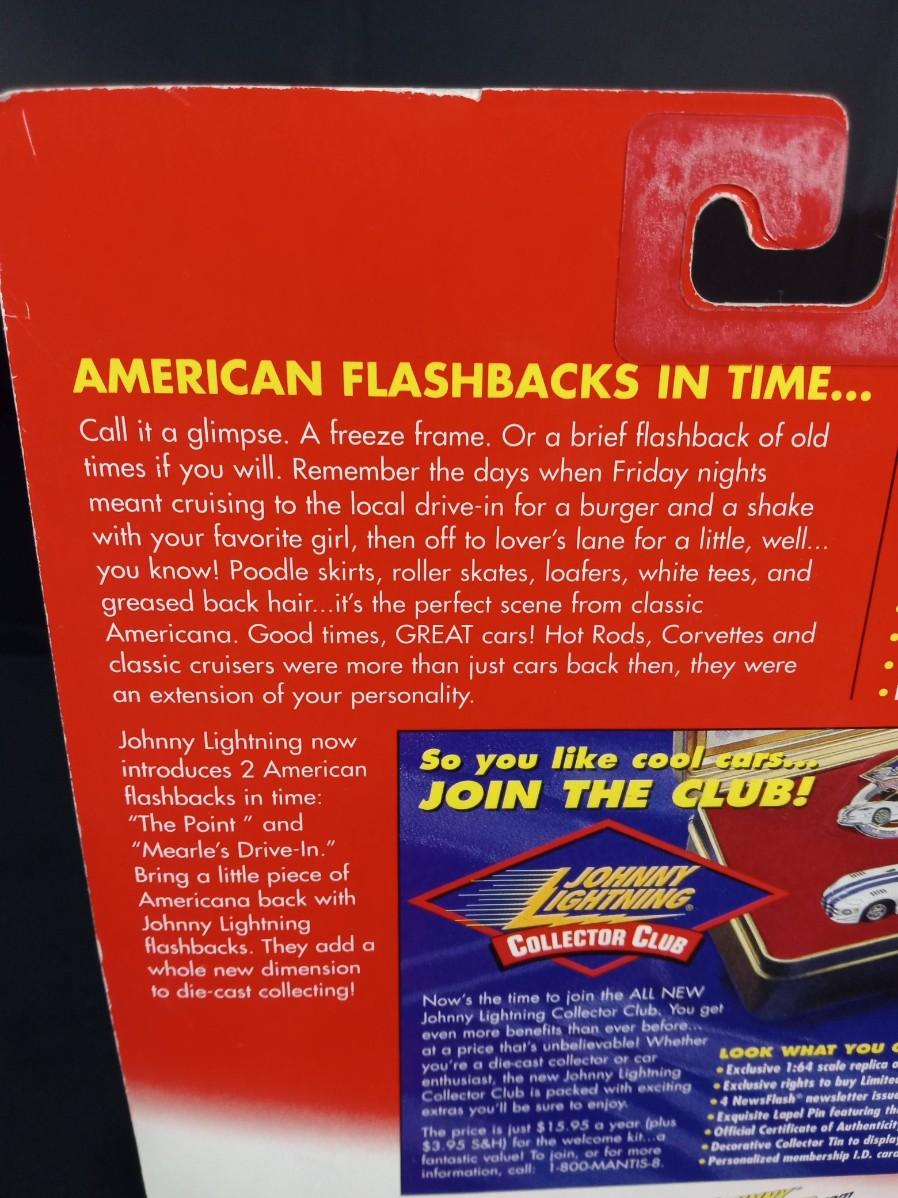 AMERICAN FLASHBACKS IN TIME...
Call it a glimpse. A freeze frame. Or a brief flashback of old
times if you will. Remember the days when Friday nights
meant cruising to the local drive-in for a burger and a shake
with your favorite girl, then off to lover's lane for a little, well...
you know! Poodle skirts, roller skates, loafers, white tees, and
greased back hair...it's the perfect scene from classic
Americana. Good times, GREAT cars! Hot Rods, Corvettes and
classic cruisers were more than just cars back then, they were
an extension of your personality.
Johnny Lightning now
introduces 2 American
flashbacks in time:
"The Point " and
"Mearle's Drive-In."
Bring a little piece of
Americana back with
Johnny Lightning
flashbacks. They add a
whole new dimension
to die-cast collecting!
So you like cool cars...
JOIN THE CLUB!
JOHNNY
LIGHTNING®
COLLECTOR CLUB
Now's the time to join the ALL NEW
Johnny Lightning Collector Club. You get
even more benefits than ever before...
at a price that's unbelievable! Whether
you're a die-cast collector or car
enthusiast, the new Johnny Lightning
Collector Club is packed with exciting
extras you'll be sure to enjoy.
The price is just $15.95 a year (plus
$3.95 S&H) for the welcome kit...a
fantastic value! To join, or for more
information, call: 1-800-MANTIS-8.
LOOK WHAT YOU
• Exclusive 1:64 scale replica
• Exclusive rights to buy
• 4 NewsFlash® newsletter
• Exquisite Lapel Pin featuring
• Official Certificate of
• Decorative Collector Tin to
• Personalized membership I.D.